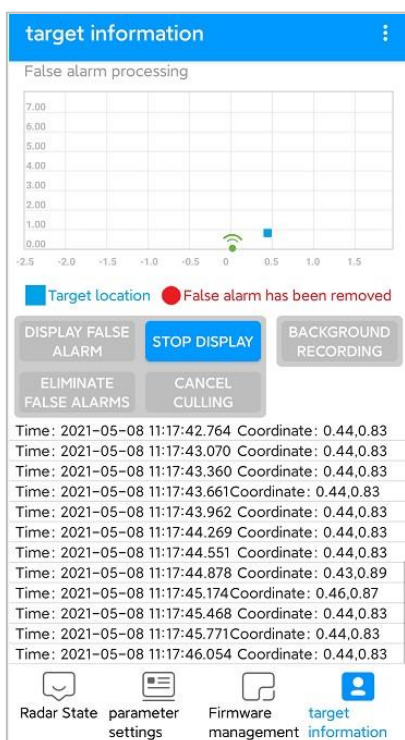 target information
False alarm processing
7.00
6.00
5.00
4.00
3.00
2.00
1.00
0.00
-2.5 -2.0 -1.5 -1.0 -0.5 0 0.5 1.0 1.5
Target location False alarm has been removed
DISPLAY FALSE ALARM
STOP DISPLAY
BACKGROUND RECORDING
ELIMINATE FALSE ALARMS
CANCEL CULLING
Time: 2021-05-08 11:17:42.764 Coordinate: 0.44,0.83
Time: 2021-05-08 11:17:43.070 Coordinate: 0.44,0.83
Time: 2021-05-08 11:17:43.360 Coordinate: 0.44,0.83
Time: 2021-05-08 11:17:43.661Coordinate: 0.44,0.83
Time: 2021-05-08 11:17:43.962 Coordinate: 0.44,0.83
Time: 2021-05-08 11:17:44.269 Coordinate: 0.44,0.83
Time: 2021-05-08 11:17:44.551 Coordinate: 0.44,0.83
Time: 2021-05-08 11:17:44.878 Coordinate: 0.43,0.89
Time: 2021-05-08 11:17:45.174Coordinate: 0.46,0.87
Time: 2021-05-08 11:17:45.468 Coordinate: 0.44,0.83
Time: 2021-05-08 11:17:45.771Coordinate: 0.44,0.83
Time: 2021-05-08 11:17:46.054 Coordinate: 0.44,0.83
Radar State
parameter settings
Firmware management
target information